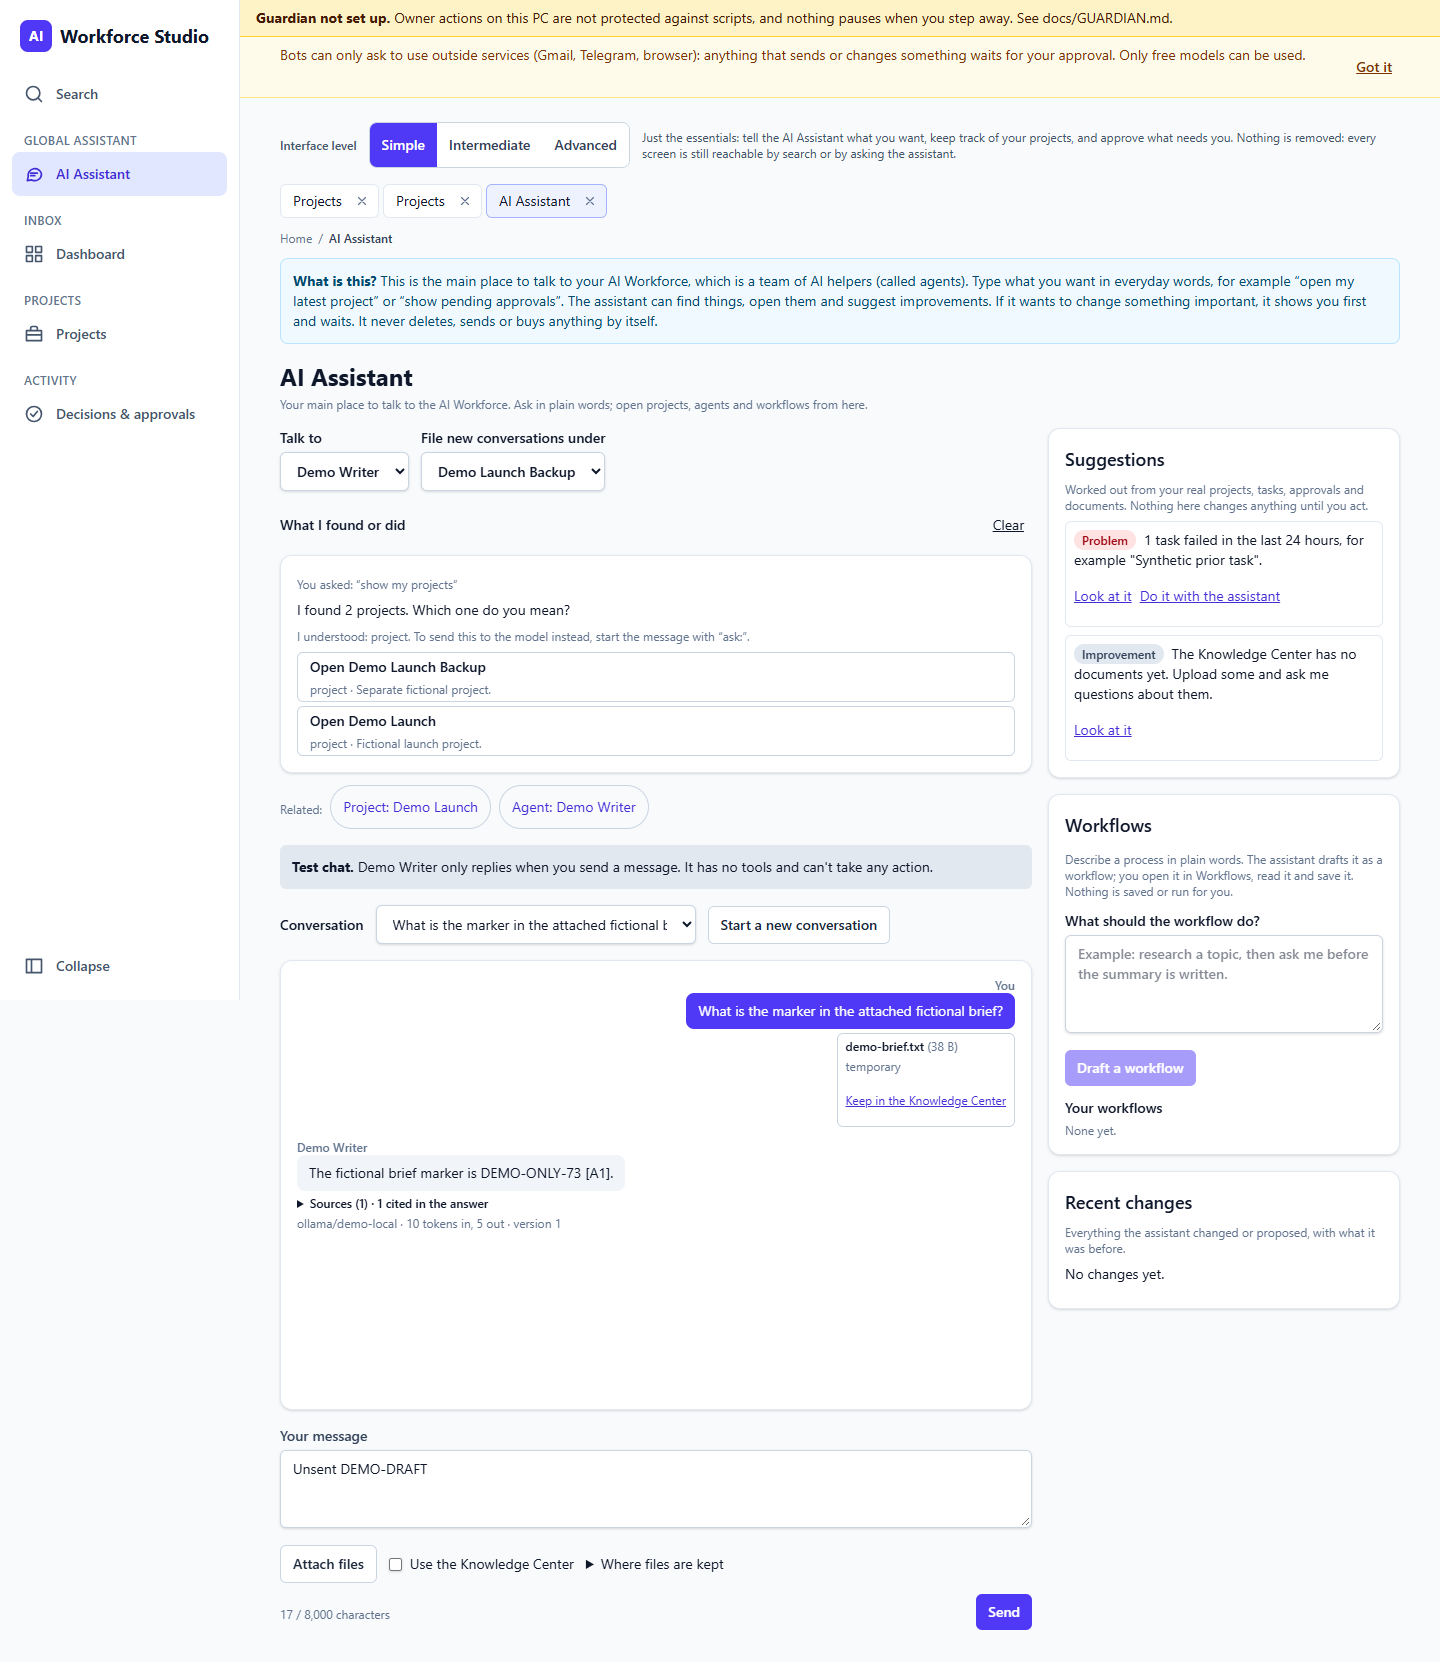 AI Workforce Studio
Search
GLOBAL ASSISTANT
AI Assistant
INBOX
Dashboard
PROJECTS
Projects
ACTIVITY
Decisions & approvals
Collapse
Guardian not set up. Owner actions on this PC are not protected against scripts, and nothing pauses when you step away. See docs/GUARDIAN.md.
Bots can only ask to use outside services (Gmail, Telegram, browser): anything that sends or changes something waits for your approval. Only free models can be used.
Got it
Interface level
Simple
Intermediate
Advanced
Just the essentials: tell the AI Assistant what you want, keep track of your projects, and approve what needs you. Nothing is removed: every
screen is still reachable by search or by asking the assistant.
Projects ×
Projects ×
AI Assistant ×
Home / AI Assistant
What is this? This is the main place to talk to your AI Workforce, which is a team of AI helpers (called agents). Type what you want in everyday words, for example “open my
latest project” or “show pending approvals”. The assistant can find things, open them and suggest improvements. If it wants to change something important, it shows you first
and waits. It never deletes, sends or buys anything by itself.
AI Assistant
Your main place to talk to the AI Workforce. Ask in plain words; open projects, agents and workflows from here.
Talk to
Demo Writer
File new conversations under
Demo Launch Backup
What I found or did
Clear
You asked: “show my projects”
I found 2 projects. Which one do you mean?
I understood: project. To send this to the model instead, start the message with “ask:”.
Open Demo Launch Backup
project · Separate fictional project.
Open Demo Launch
project · Fictional launch project.
Related:
Project: Demo Launch
Agent: Demo Writer
Test chat. Demo Writer only replies when you send a message. It has no tools and can't take any action.
Conversation
What is the marker in the attached fictional b
Start a new conversation
You
What is the marker in the attached fictional brief?
demo-brief.txt (38 B)
temporary
Keep in the Knowledge Center
Demo Writer
The fictional brief marker is DEMO-ONLY-73 [A1].
Sources (1) · 1 cited in the answer
ollama/demo-local · 10 tokens in, 5 out · version 1
Your message
Unsent DEMO-DRAFT
Attach files
Use the Knowledge Center
Where files are kept
17 / 8,000 characters
Send
Suggestions
Worked out from your real projects, tasks, approvals and
documents. Nothing here changes anything until you act.
Problem 1 task failed in the last 24 hours, for
example "Synthetic prior task".
Look at it Do it with the assistant
Improvement The Knowledge Center has no
documents yet. Upload some and ask me
questions about them.
Look at it
Workflows
Describe a process in plain words. The assistant drafts it as a
workflow; you open it in Workflows, read it and save it.
Nothing is saved or run for you.
What should the workflow do?
Example: research a topic, then ask me before
the summary is written.
Draft a workflow
Your workflows
None yet.
Recent changes
Everything the assistant changed or proposed, with what it
was before.
No changes yet.